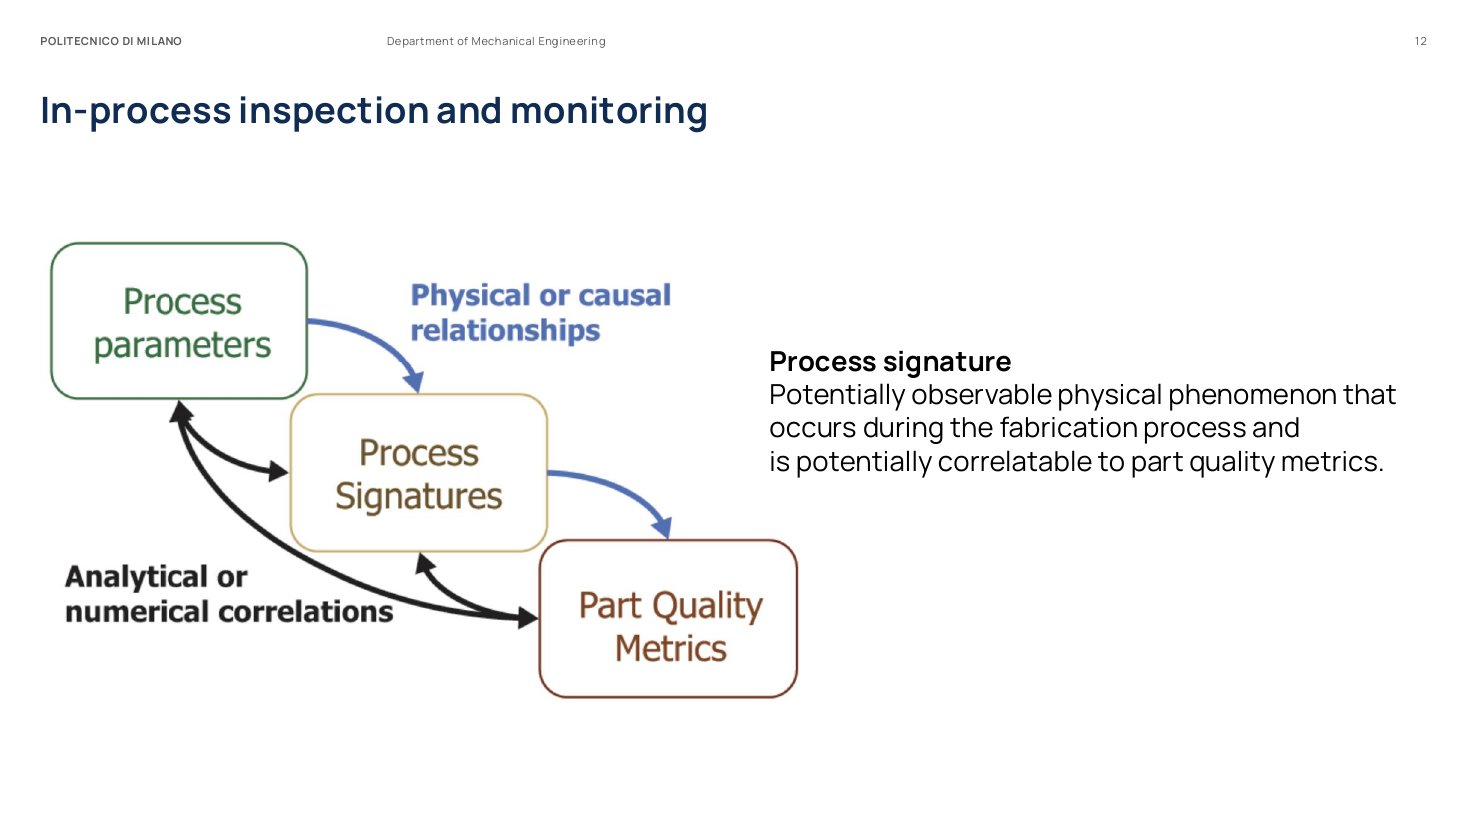 POLITECNICO DI MILANO
Department of Mechanical Engineering
12
In-process inspection and monitoring
Process
parameters
Physical or causal
relationships
Process
Signatures
Analytical or
numerical correlations
Part Quality
Metrics
Process signature
Potentially observable physical phenomenon that
occurs during the fabrication process and
is potentially correlatable to part quality metrics.